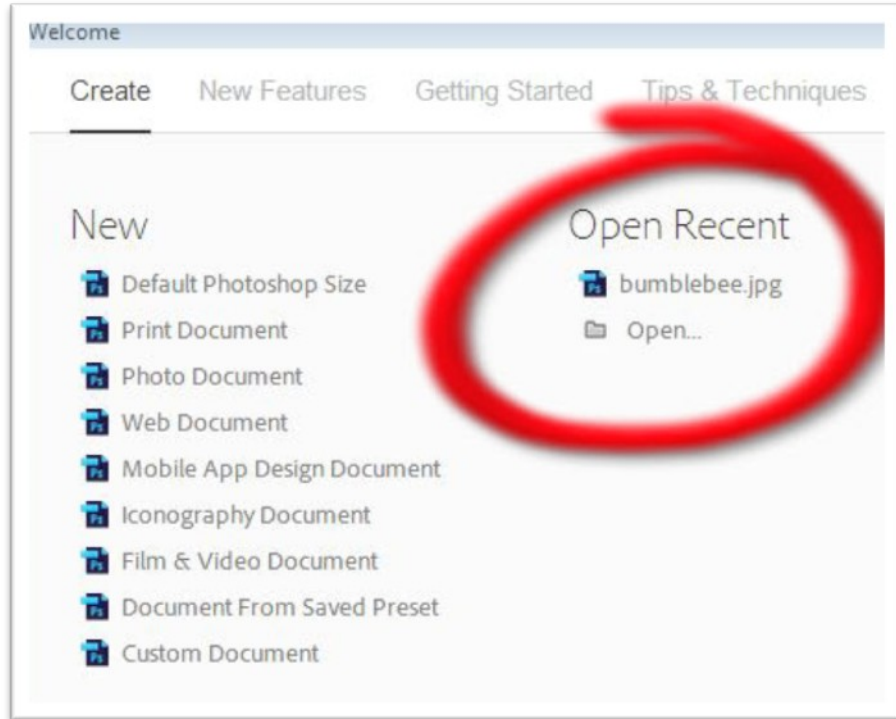 Welcome
Create New Features Getting Started Tips & Techniques
New
Default Photoshop Size
Print Document
Photo Document
Web Document
Mobile App Design Document
Iconography Document
Film & Video Document
Document From Saved Preset
Custom Document
Open Recent
bumblebee.jpg
Open...